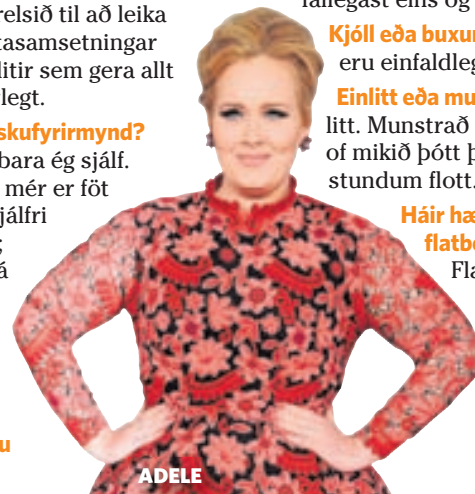 relsið til að leika
tasamsetningar
litir sem gera allt
legt.
skufyrirmynd?
bara ég sjálf.
mér er föt
jálfri
á
u
fallegast eins og
Kjóll eða buxur
eru einfaldleg
Einlitt eða mu
litt. Munstrað
of mikið þótt þ
stundum flott.
Háir hæ
flatbo
Fla
ADELE